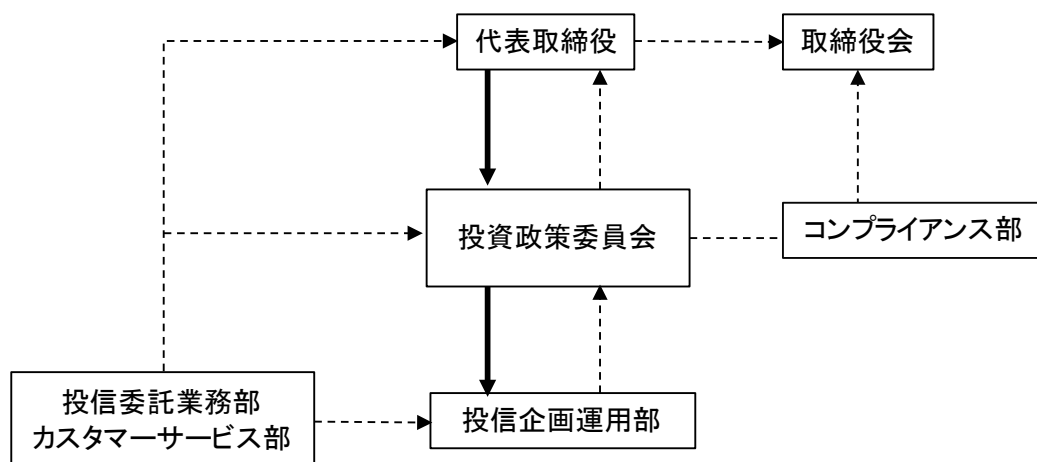 代表取締役
取締役会
投資政策委員会
コンプライアンス部
投信委託業務部
カスタマーサービス部
投信企画運用部